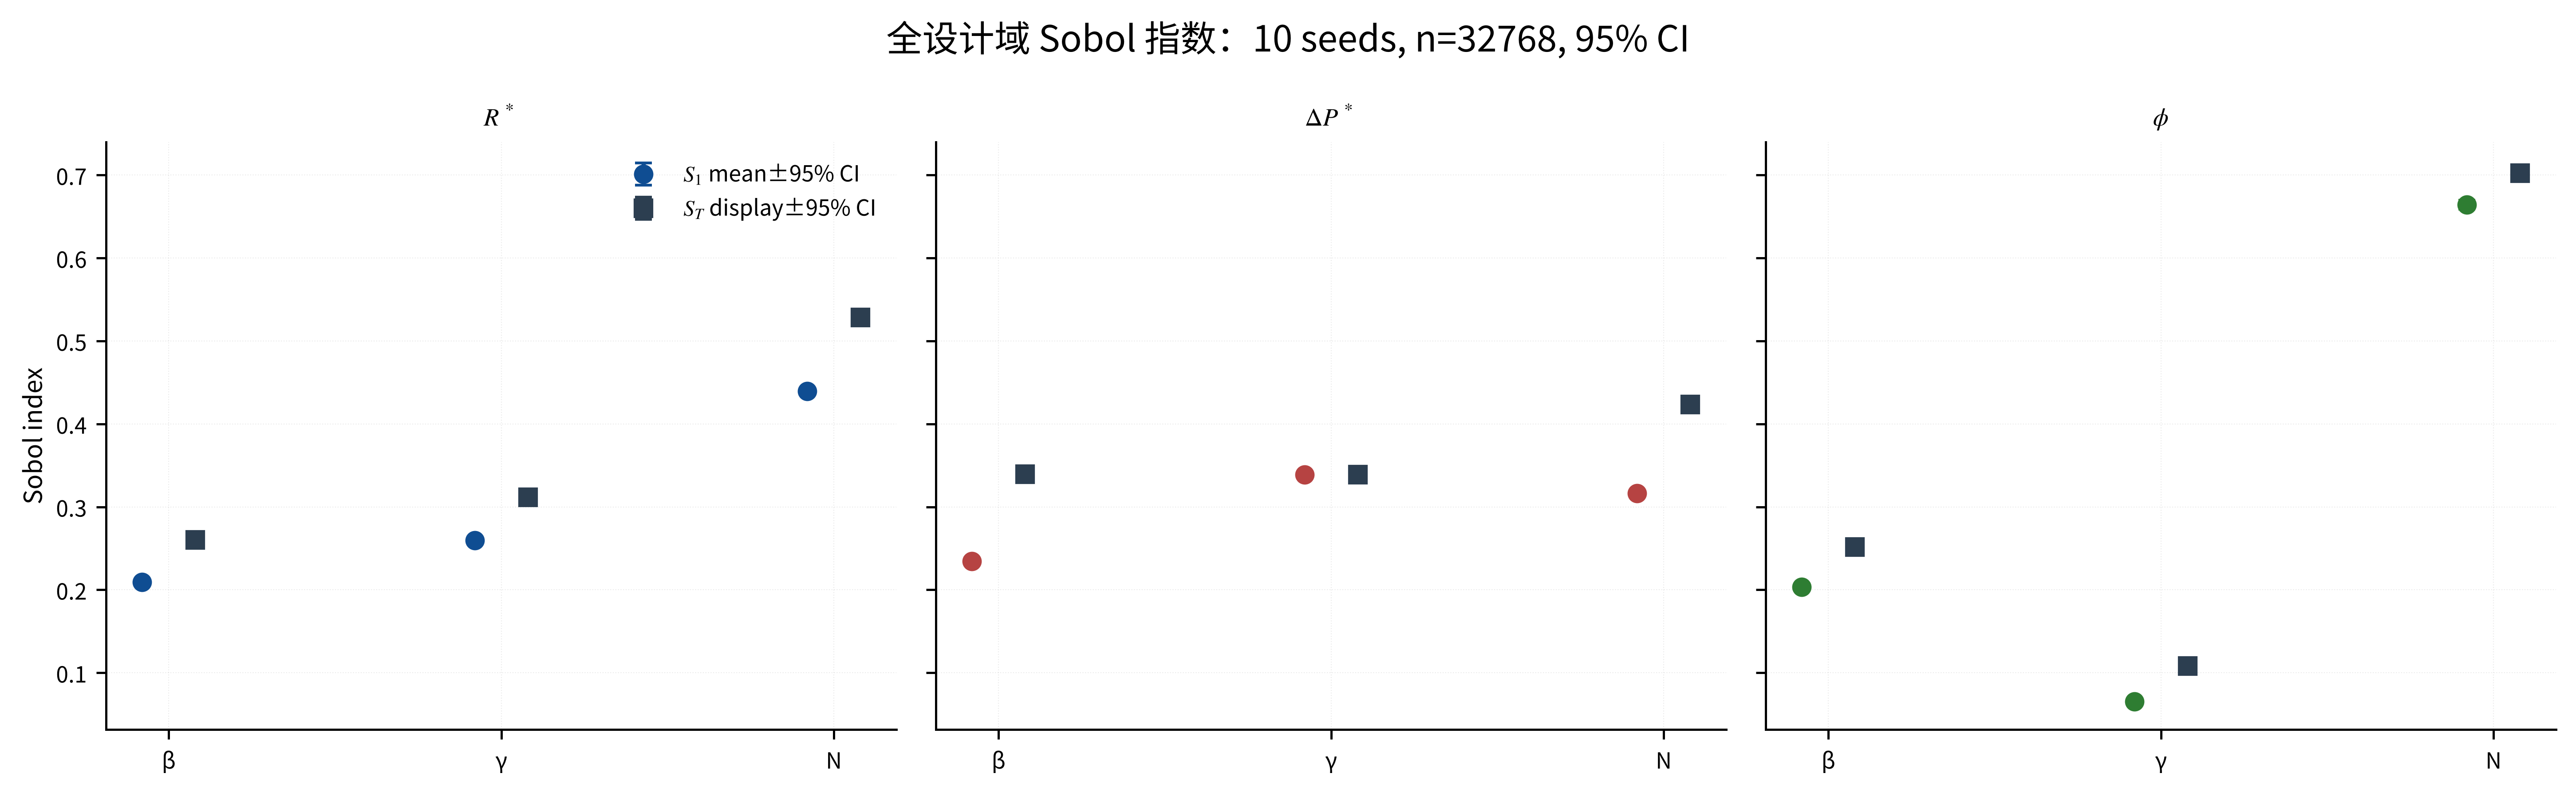 全设计域 Sobol 指数：10 seeds, n=32768, 95% CI
R*
ΔP*
ϕ
S₁ mean±95% CI
S_T display±95% CI
Sobol index
0.7
0.6
0.5
0.4
0.3
0.2
0.1
β
γ
N
β
γ
N
β
γ
N